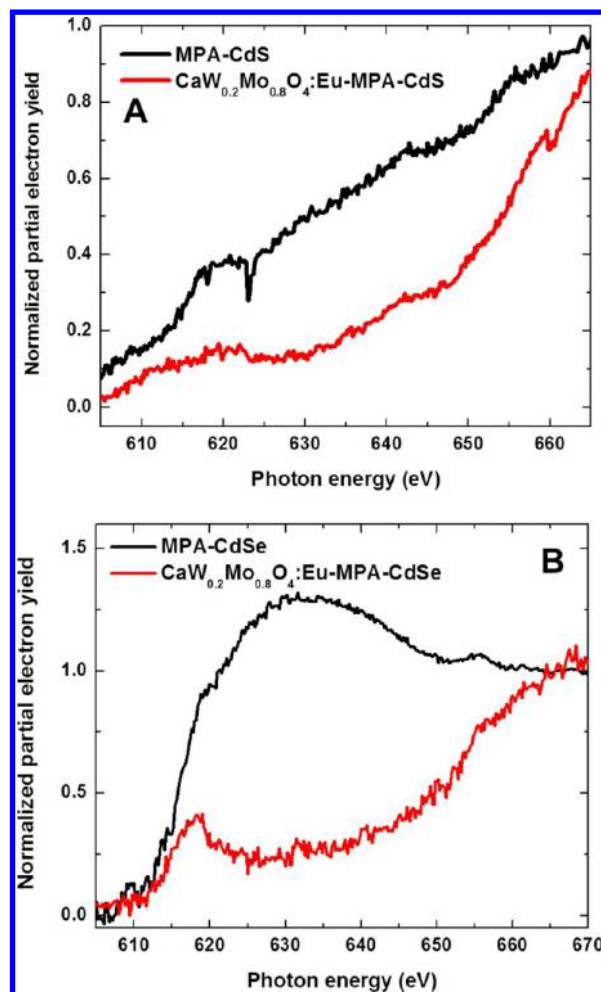 MPA-CdS
CaW0.2Mo0.8O4:Eu-MPA-CdS
A
Normalized partial electron yield
1.0
0.8
0.6
0.4
0.2
0.0
610 620 630 640 650 660
Photon energy (eV)
MPA-CdSe
CaW0.2Mo0.8O4:Eu-MPA-CdSe
B
Normalized partial electron yield
1.5
1.0
0.5
0.0
610 620 630 640 650 660 670
Photon energy (eV)